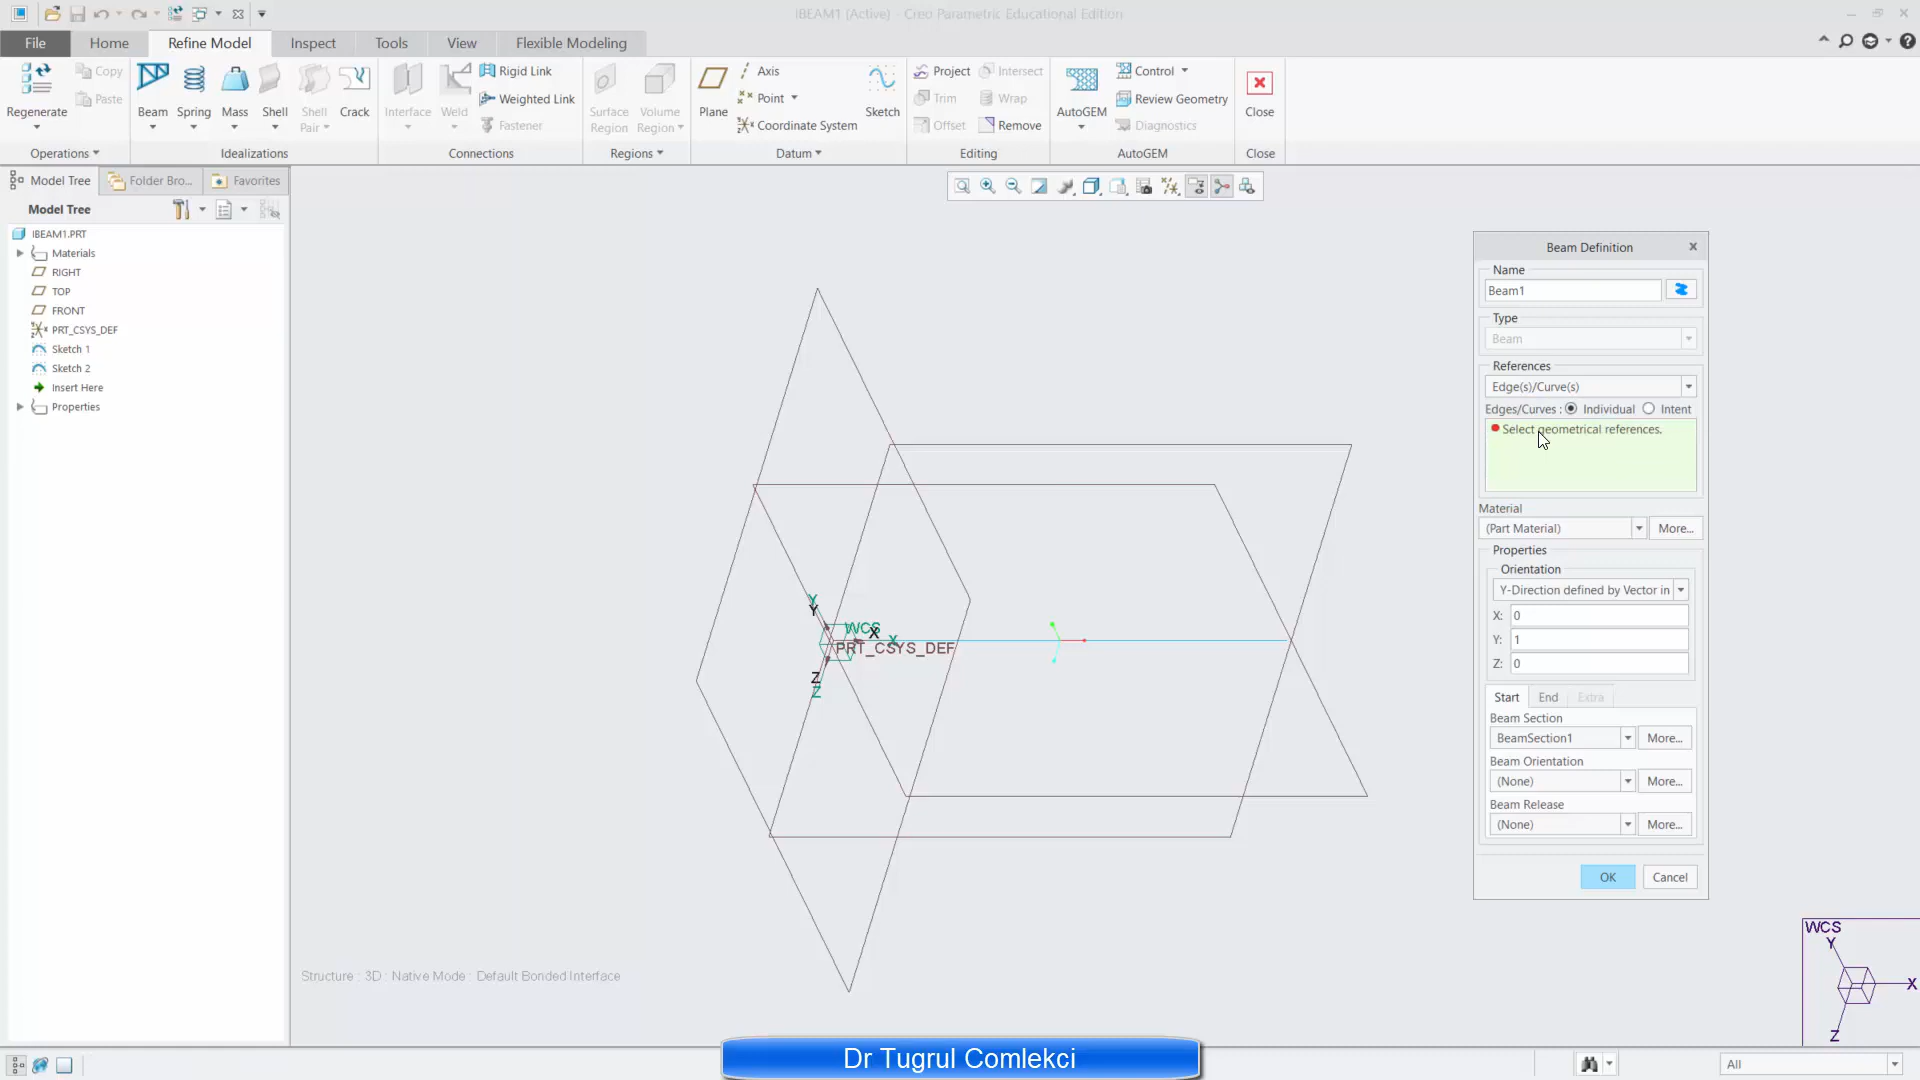 IBEAM1 (Active) - Creo Parametric Educational Edition
File Home Refine Model Inspect Tools View Flexible Modeling
Regenerate
Copy
Paste
Operations
Beam Spring Mass Shell Shell Pair Crack
Idealizations
Interface Weld
Rigid Link
Weighted Link
Fastener
Connections
Surface Region Volume Region
Regions
Plane
Axis
Point
Coordinate System
Sketch
Datum
Project Intersect
Trim Wrap
Offset Remove
Editing
AutoGEM
Control
Review Geometry
Diagnostics
AutoGEM
Close
Close
Model Tree Folder Bro... Favorites
Model Tree
IBEAM1.PRT
Materials
RIGHT
TOP
FRONT
PRT_CSYS_DEF
Sketch 1
Sketch 2
Insert Here
Properties
Y
Y
WCS
X
X
PRT_CSYS_DEF
Z
Z
Structure : 3D : Native Mode : Default Bonded Interface
Beam Definition
Name
Beam1
Type
Beam
References
Edge(s)/Curve(s)
Edges/Curves : Individual Intent
Select geometrical references.
Material
(Part Material) More...
Properties
Orientation
Y-Direction defined by Vector in
X: 0
Y: 1
Z: 0
Start End Extra
Beam Section
BeamSection1 More...
Beam Orientation
(None) More...
Beam Release
(None) More...
OK Cancel
WCS
Y
X
Z
Dr Tugrul Comlekci
All